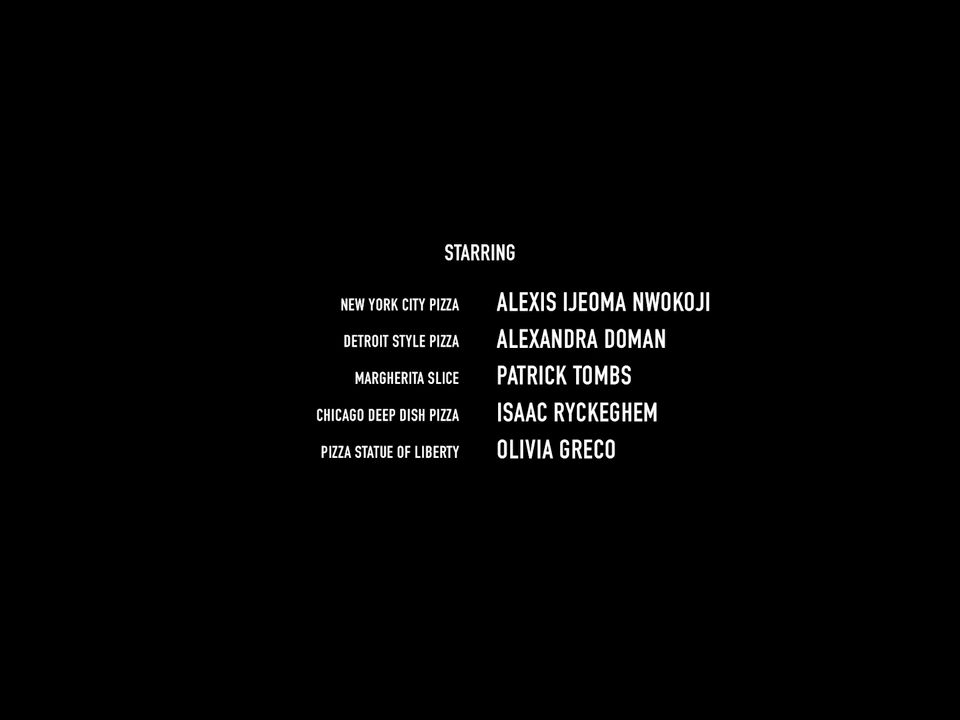 STARRING
NEW YORK CITY PIZZA ALEXIS IJEOMA NWOKOJI
DETROIT STYLE PIZZA ALEXANDRA DOMAN
MARGHERITA SLICE PATRICK TOMBS
CHICAGO DEEP DISH PIZZA ISAAC RYCKEGHEM
PIZZA STATUE OF LIBERTY OLIVIA GRECO